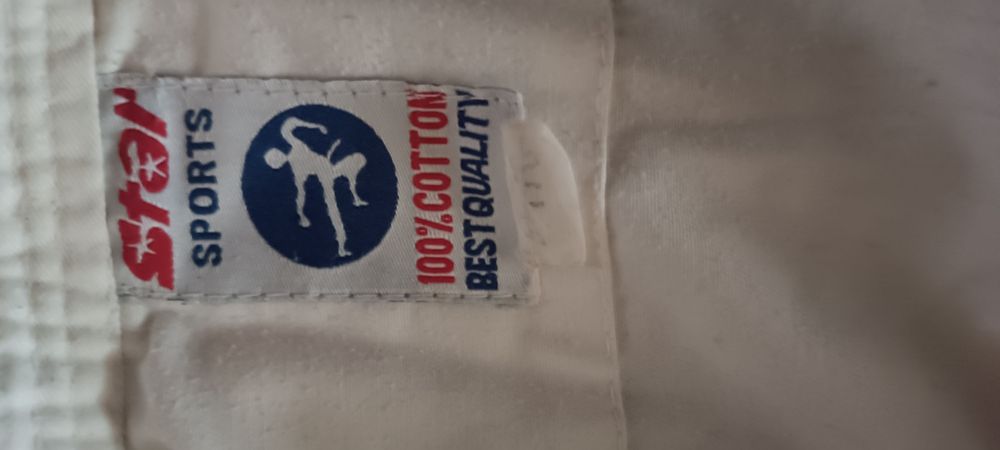 Star
SPORTS
100% COTTON
BEST QUALITY